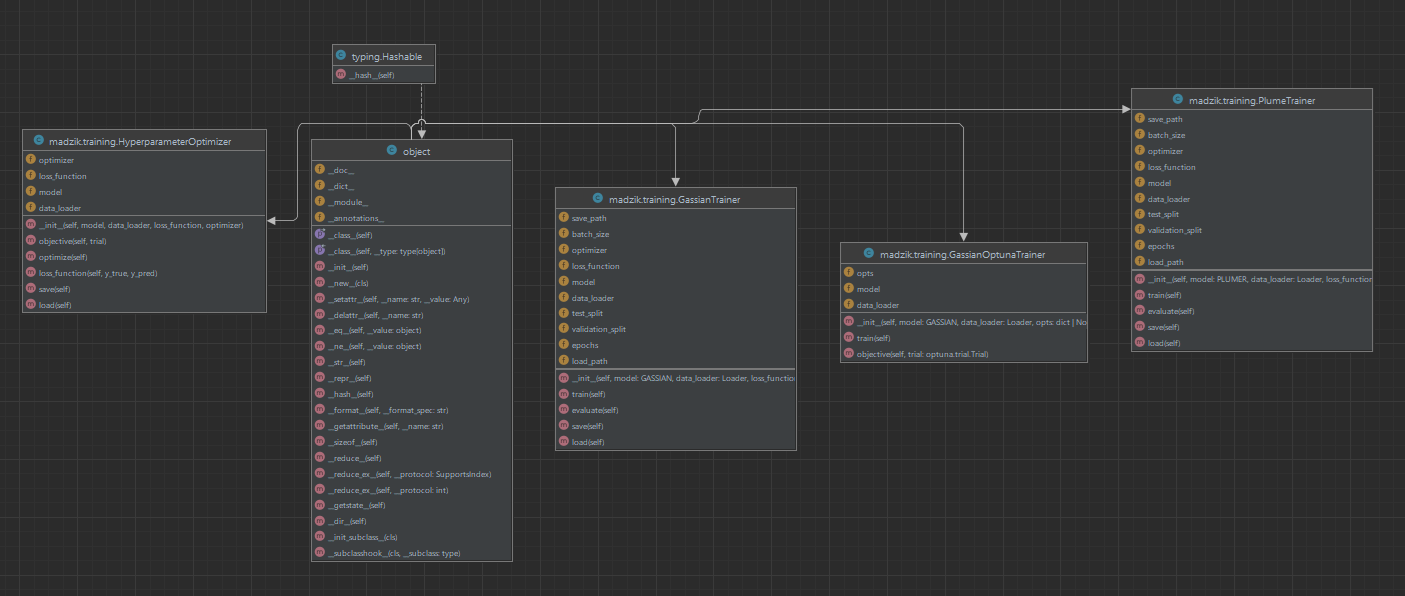 typing.Hashable
__hash__(self)
madzik.training.HyperparameterOptimizer
optimizer
loss_function
model
data_loader
__init__(self, model, data_loader, loss_function, optimizer)
objective(self, trial)
optimize(self)
loss_function(self, y_true, y_pred)
save(self)
load(self)
object
__doc__
__dict__
__module__
__annotations__
__class__(self)
__class__(self, __type: type[object])
__init__(self)
__new__(cls)
__setattr__(self, __name: str, __value: Any)
__delattr__(self, __name: str)
__eq__(self, __value: object)
__ne__(self, __value: object)
__str__(self)
__repr__(self)
__hash__(self)
__format__(self, __format_spec: str)
__getattribute__(self, __name: str)
__sizeof__(self)
__reduce__(self)
__reduce_ex__(self, __protocol: SupportsIndex)
__reduce_ex__(self, __protocol: int)
__getstate__(self)
__dir__(self)
__init_subclass__(cls)
__subclasshook__(cls, __subclass: type)
madzik.training.GassianTrainer
save_path
batch_size
optimizer
loss_function
model
data_loader
test_split
validation_split
epochs
load_path
__init__(self, model: GASSIAN, data_loader: Loader, loss_functio
train(self)
evaluate(self)
save(self)
load(self)
madzik.training.GassianOptunaTrainer
opts
model
data_loader
__init__(self, model: GASSIAN, data_loader: Loader, opts: dict | No
train(self)
objective(self, trial: optuna.trial.Trial)
madzik.training.PlumeTrainer
save_path
batch_size
optimizer
loss_function
model
data_loader
test_split
validation_split
epochs
load_path
__init__(self, model: PLUMER, data_loader: Loader, loss_function
train(self)
evaluate(self)
save(self)
load(self)